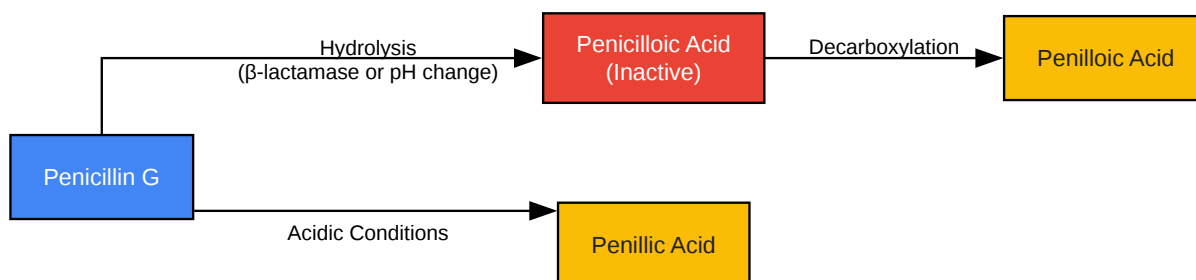 Hydrolysis
(β-lactamase or pH change)
Penicilloic Acid
(Inactive)
Decarboxylation
Penilloic Acid
Penicillin G
Acidic Conditions
Penillic Acid